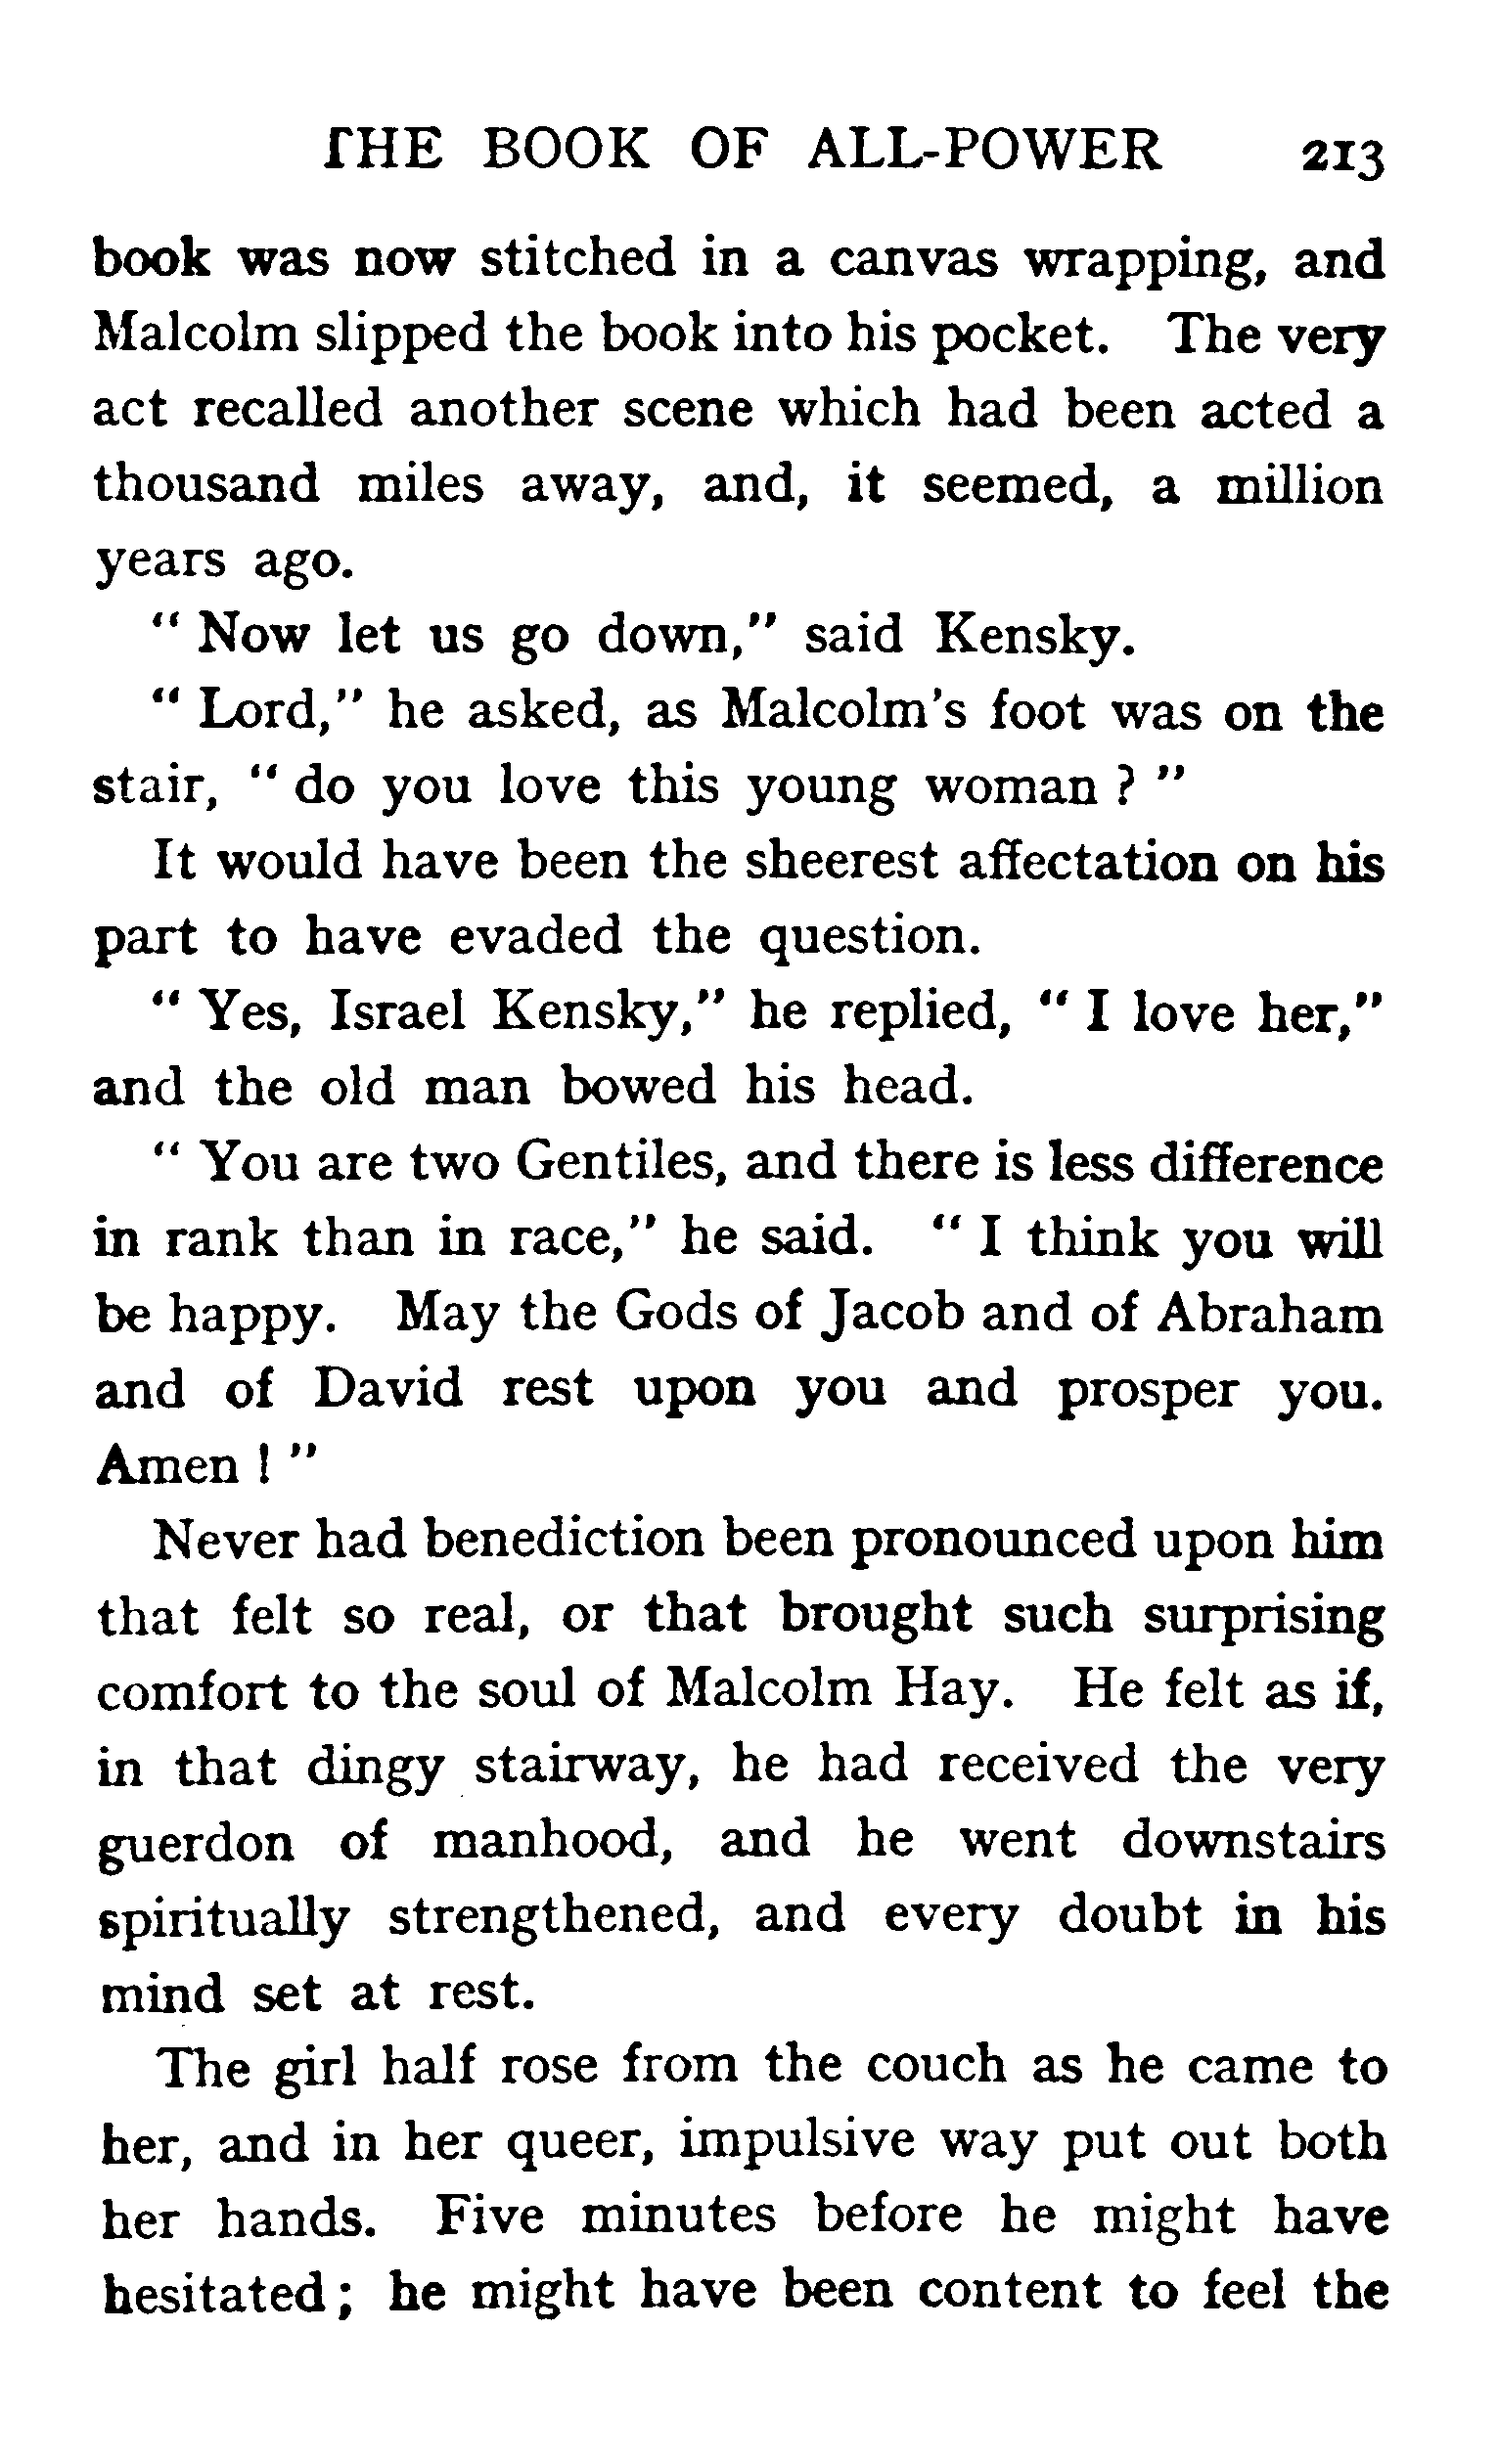 THE BOOK OF ALL-POWER 213
book was now stitched in a canvas wrapping, and
Malcolm slipped the book into his pocket. The very
act recalled another scene which had been acted a
thousand miles away, and, it seemed, a million
years ago.
" Now let us go down," said Kensky.
" Lord," he asked, as Malcolm's foot was on the
stair, " do you love this young woman ? "
It would have been the sheerest affectation on his
part to have evaded the question.
" Yes, Israel Kensky," he replied, " I love her,"
and the old man bowed his head.
" You are two Gentiles, and there is less difference
in rank than in race," he said. " I think you will
be happy. May the Gods of Jacob and of Abraham
and of David rest upon you and prosper you.
Amen ! "
Never had benediction been pronounced upon him
that felt so real, or that brought such surprising
comfort to the soul of Malcolm Hay. He felt as if,
in that dingy stairway, he had received the very
guerdon of manhood, and he went downstairs
spiritually strengthened, and every doubt in his
mind set at rest.
The girl half rose from the couch as he came to
her, and in her queer, impulsive way put out both
her hands. Five minutes before he might have
hesitated ; he might have been content to feel the